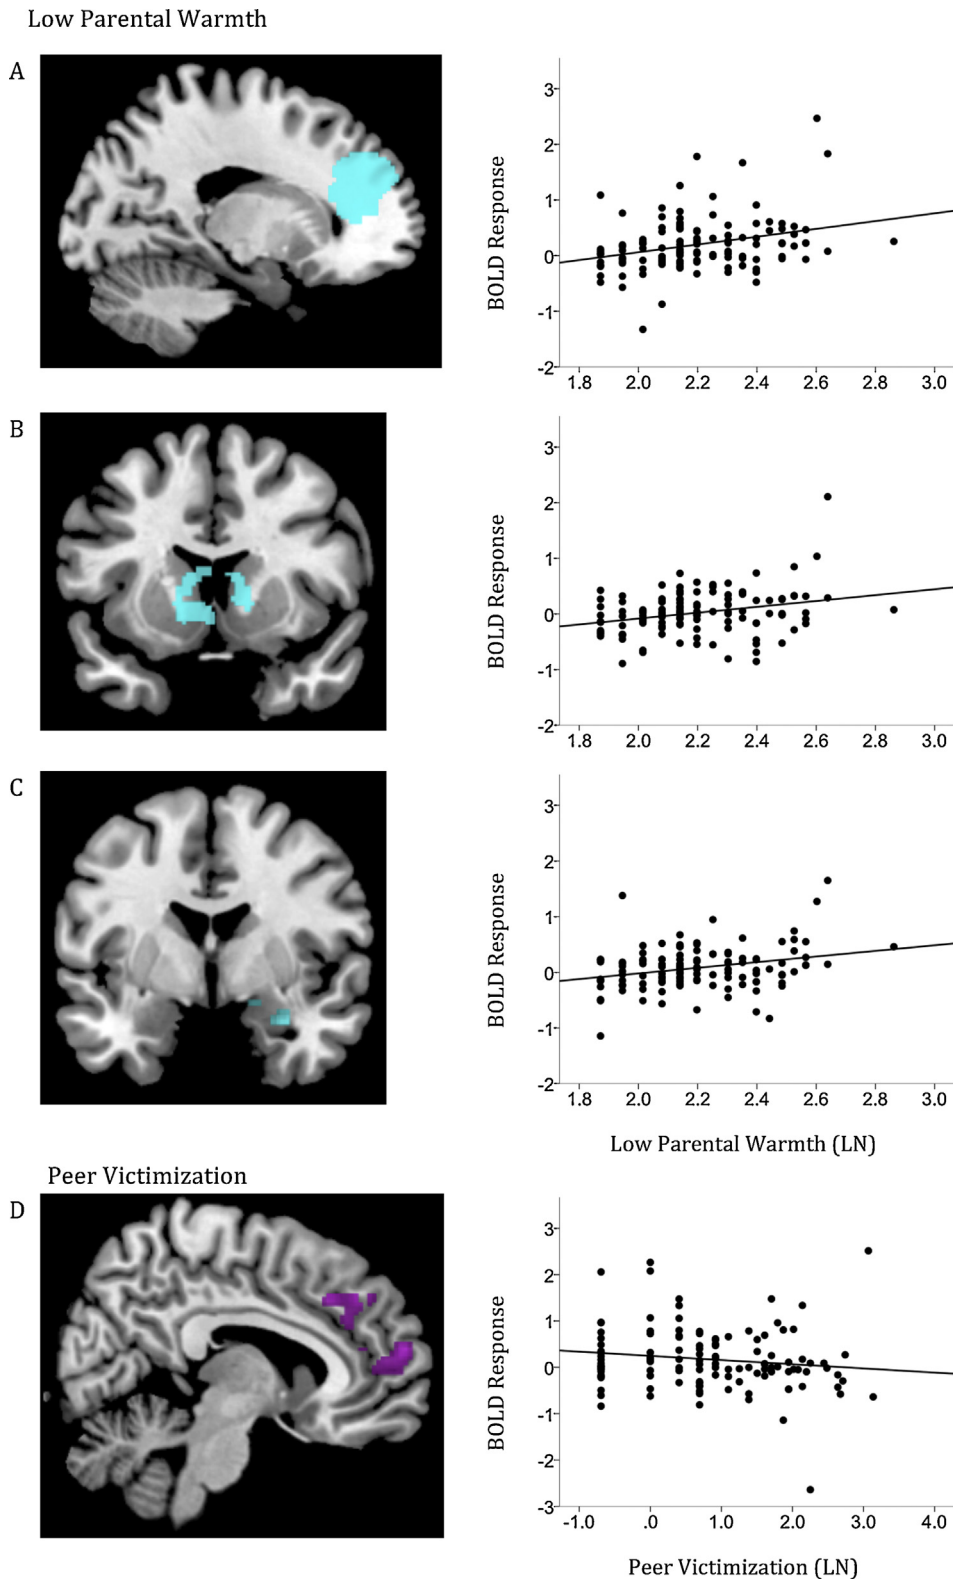 Low Parental Warmth
A
BOLD Response
3
2
1
0
-1
-2
1.8 2.0 2.2 2.4 2.6 2.8 3.0
B
BOLD Response
3
2
1
0
-1
-2
1.8 2.0 2.2 2.4 2.6 2.8 3.0
C
BOLD Response
3
2
1
0
-1
-2
1.8 2.0 2.2 2.4 2.6 2.8 3.0
Low Parental Warmth (LN)
Peer Victimization
D
BOLD Response
3
2
1
0
-1
-2
-3
-1.0 .0 1.0 2.0 3.0 4.0
Peer Victimization (LN)